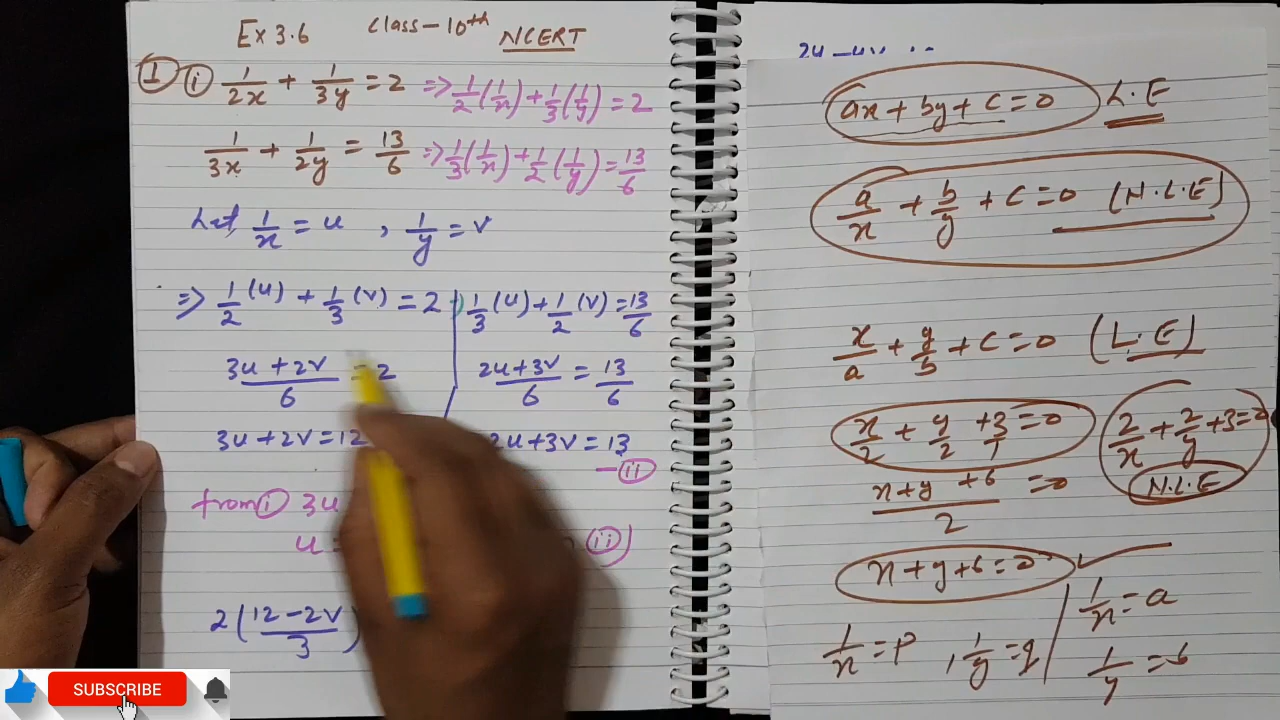 Ex 3.6 Class-10th NCERT
① ⓘ 1/2x + 1/3y = 2 ⇒ 1/2(1/x) + 1/3(1/y) = 2
1/3x + 1/2y = 13/6 ⇒ 1/3(1/x) + 1/2(1/y) = 13/6
Let 1/x = u , 1/y = v
⇒ 1/2(u) + 1/3(v) = 2 | 1/3(u) + 1/2(v) = 13/6
3u + 2v/6 = 2 2u+3v/6 = 13/6
3u + 2v = 12 2u + 3v = 13
— ⓘⓘ
from ⓘ 3u
u = ⓘⓘ)
2(12 - 2v/3)
SUBSCRIBE
ax + by + c = 0 L.E
a/x + b/y + c = 0 (N.L.E)
x/a + y/b + c = 0 (L.E)
x/2 + y/2 + 3/1 = 0
2/x + 2/y + 3 = 0
N.L.E
x + y + 6/2 = 0
x + y + 6 = 0
1/x = p , 1/y = q
1/x = a
1/y = b